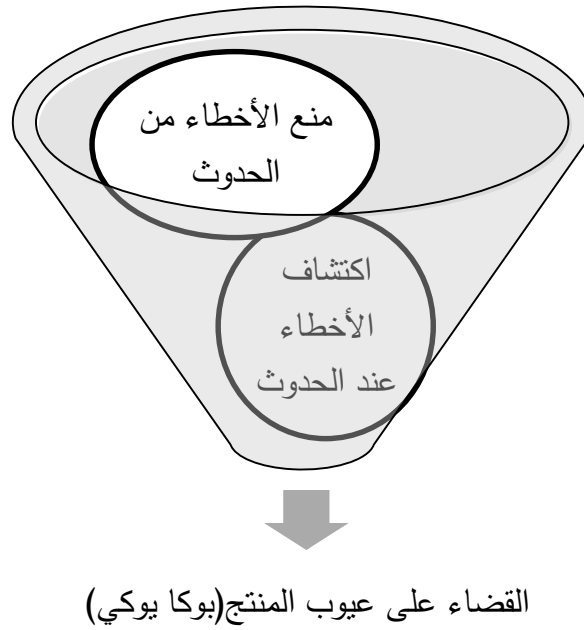 منع الأخطاء من
الحدوث
اكتشاف
الأخطاء
عند الحدوث
القضاء على عيوب المنتج(بوكا يوكي)